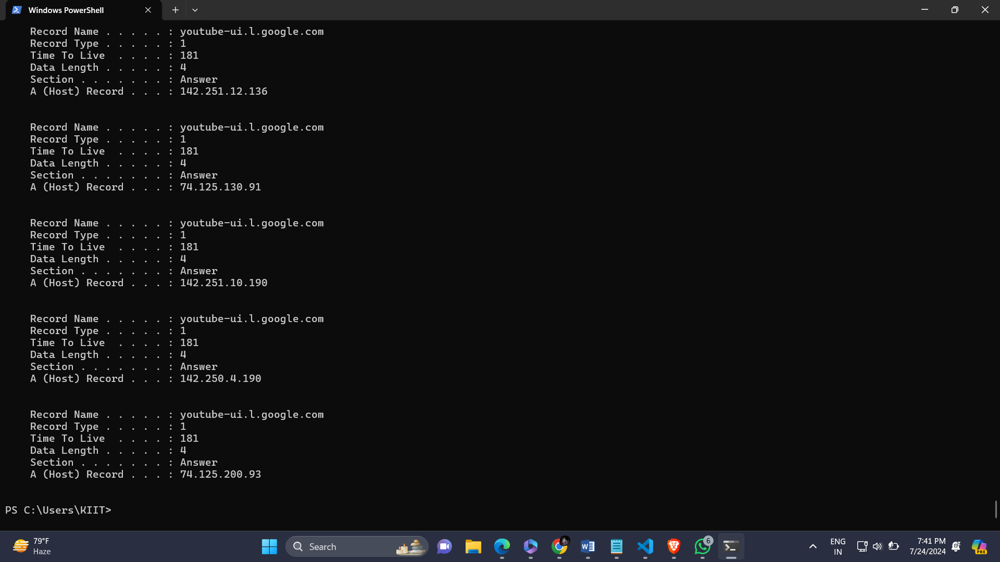 Windows PowerShell
Record Name . . . . . : youtube-ui.l.google.com
Record Type . . . . . : 1
Time To Live  . . . . : 181
Data Length . . . . . : 4
Section . . . . . . . : Answer
A (Host) Record . . . : 142.251.12.136
Record Name . . . . . : youtube-ui.l.google.com
Record Type . . . . . : 1
Time To Live  . . . . : 181
Data Length . . . . . : 4
Section . . . . . . . : Answer
A (Host) Record . . . : 74.125.130.91
Record Name . . . . . : youtube-ui.l.google.com
Record Type . . . . . : 1
Time To Live  . . . . : 181
Data Length . . . . . : 4
Section . . . . . . . : Answer
A (Host) Record . . . : 142.251.10.190
Record Name . . . . . : youtube-ui.l.google.com
Record Type . . . . . : 1
Time To Live  . . . . : 181
Data Length . . . . . : 4
Section . . . . . . . : Answer
A (Host) Record . . . : 142.250.4.190
Record Name . . . . . : youtube-ui.l.google.com
Record Type . . . . . : 1
Time To Live  . . . . : 181
Data Length . . . . . : 4
Section . . . . . . . : Answer
A (Host) Record . . . : 74.125.200.93
PS C:\Users\KIIT>
79°F
Haze
Search
W
6
ENG
IN
7:41 PM
7/24/2024
PRE